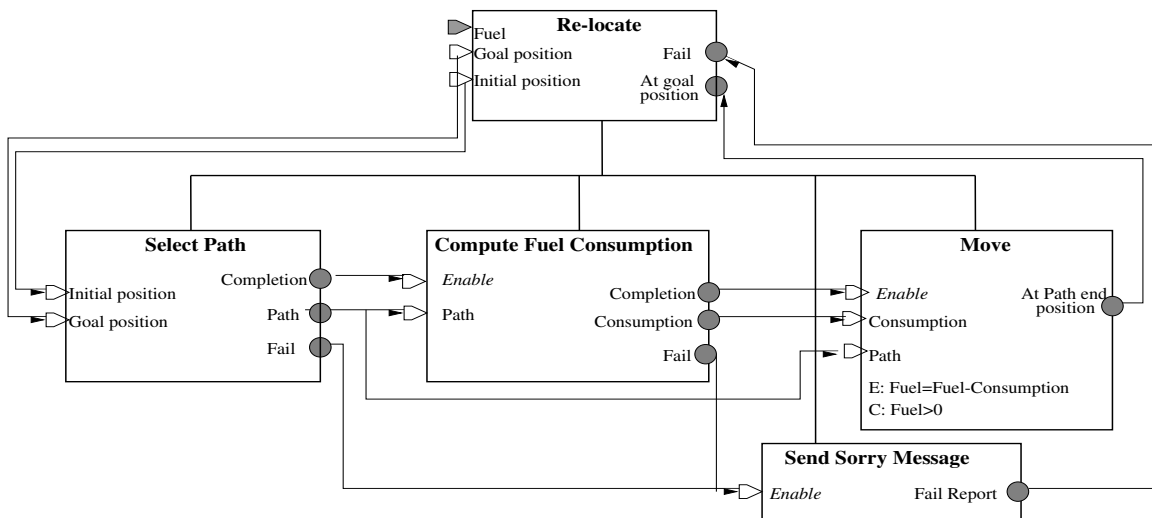 Re-locate
Fuel
Goal position
Fail
Initial position
At goal
position
Select Path
Completion
Initial position
Path
Goal position
Fail
Compute Fuel Consumption
Enable
Completion
Path
Consumption
Fail
Move
Enable
At Path end
position
Consumption
Path
E: Fuel=Fuel-Consumption
C: Fuel>0
Send Sorry Message
Enable
Fail Report